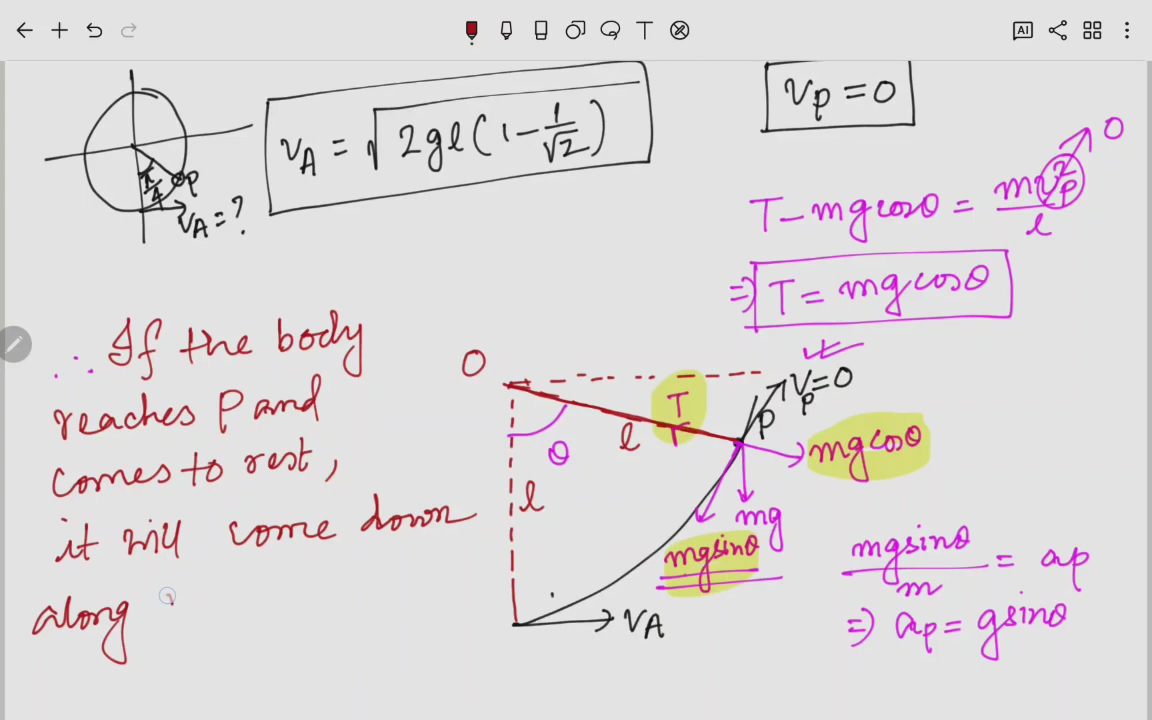 AI
v_A = √2gl(1 - 1/√2)
v_P = 0
π/4
P
v_A = ?
T - mgcosθ = mv_P²/l
0
⇒ T = mgcosθ
∴ If the body
reaches P and
comes to rest,
it will come down
along
O
T
T
l
θ
l
P
v_P = 0
mgcosθ
mg
mgsinθ
v_A
mgsinθ/m = a_P
⇒ a_P = gsinθ